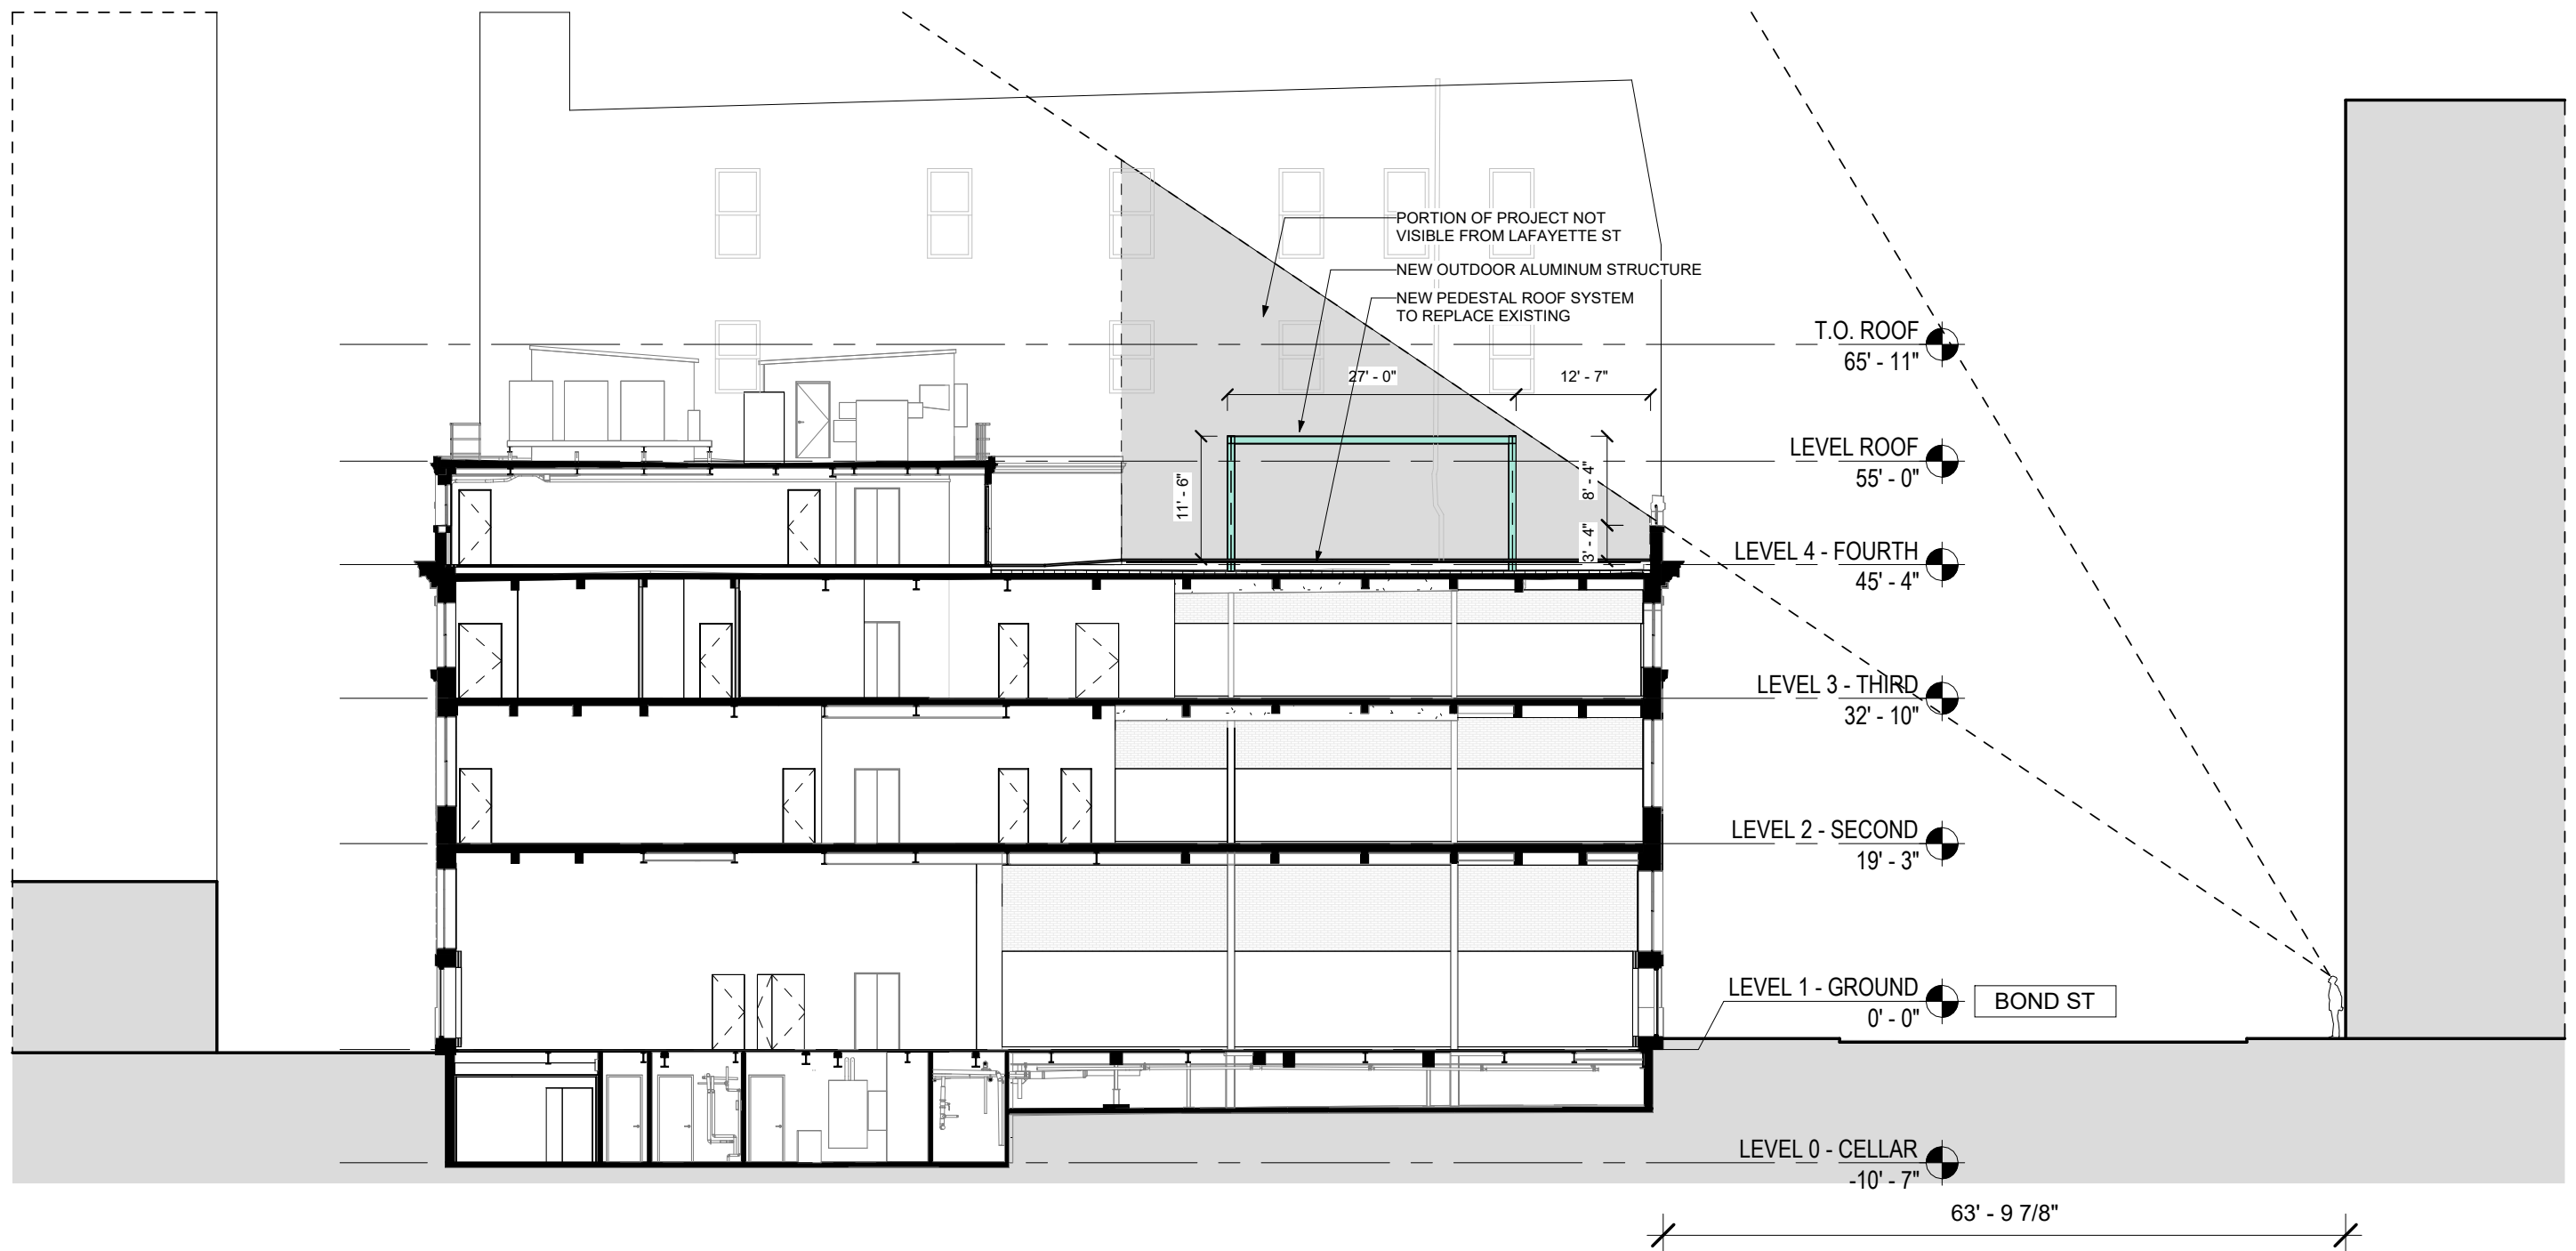 PORTION OF PROJECT NOT
VISIBLE FROM LAFAYETTE ST
NEW OUTDOOR ALUMINUM STRUCTURE
NEW PEDESTAL ROOF SYSTEM
TO REPLACE EXISTING
T.O. ROOF
65' - 11"
27' - 0"
12' - 7"
LEVEL ROOF
55' - 0"
11' - 6"
8' - 4"
3' - 4"
LEVEL 4 - FOURTH
45' - 4"
LEVEL 3 - THIRD
32' - 10"
LEVEL 2 - SECOND
19' - 3"
LEVEL 1 - GROUND
0' - 0"
BOND ST
LEVEL 0 - CELLAR
-10' - 7"
63' - 9 7/8"